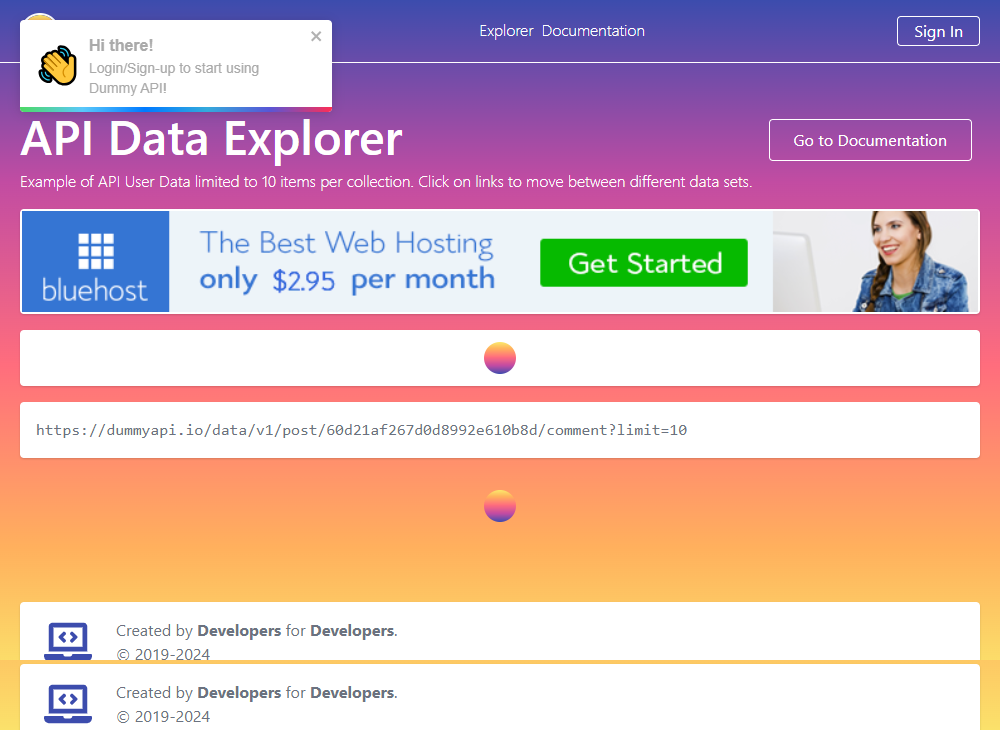 Explorer Documentation
Sign In
Hi there!
×
Login/Sign-up to start using
Dummy API!
API Data Explorer
Go to Documentation
Example of API User Data limited to 10 items per collection. Click on links to move between different data sets.
bluehost
The Best Web Hosting
only $2.95 per month
Get Started
https://dummyapi.io/data/v1/post/60d21af267d0d8992e610b8d/comment?limit=10
Created by Developers for Developers.
© 2019-2024
Created by Developers for Developers.
© 2019-2024